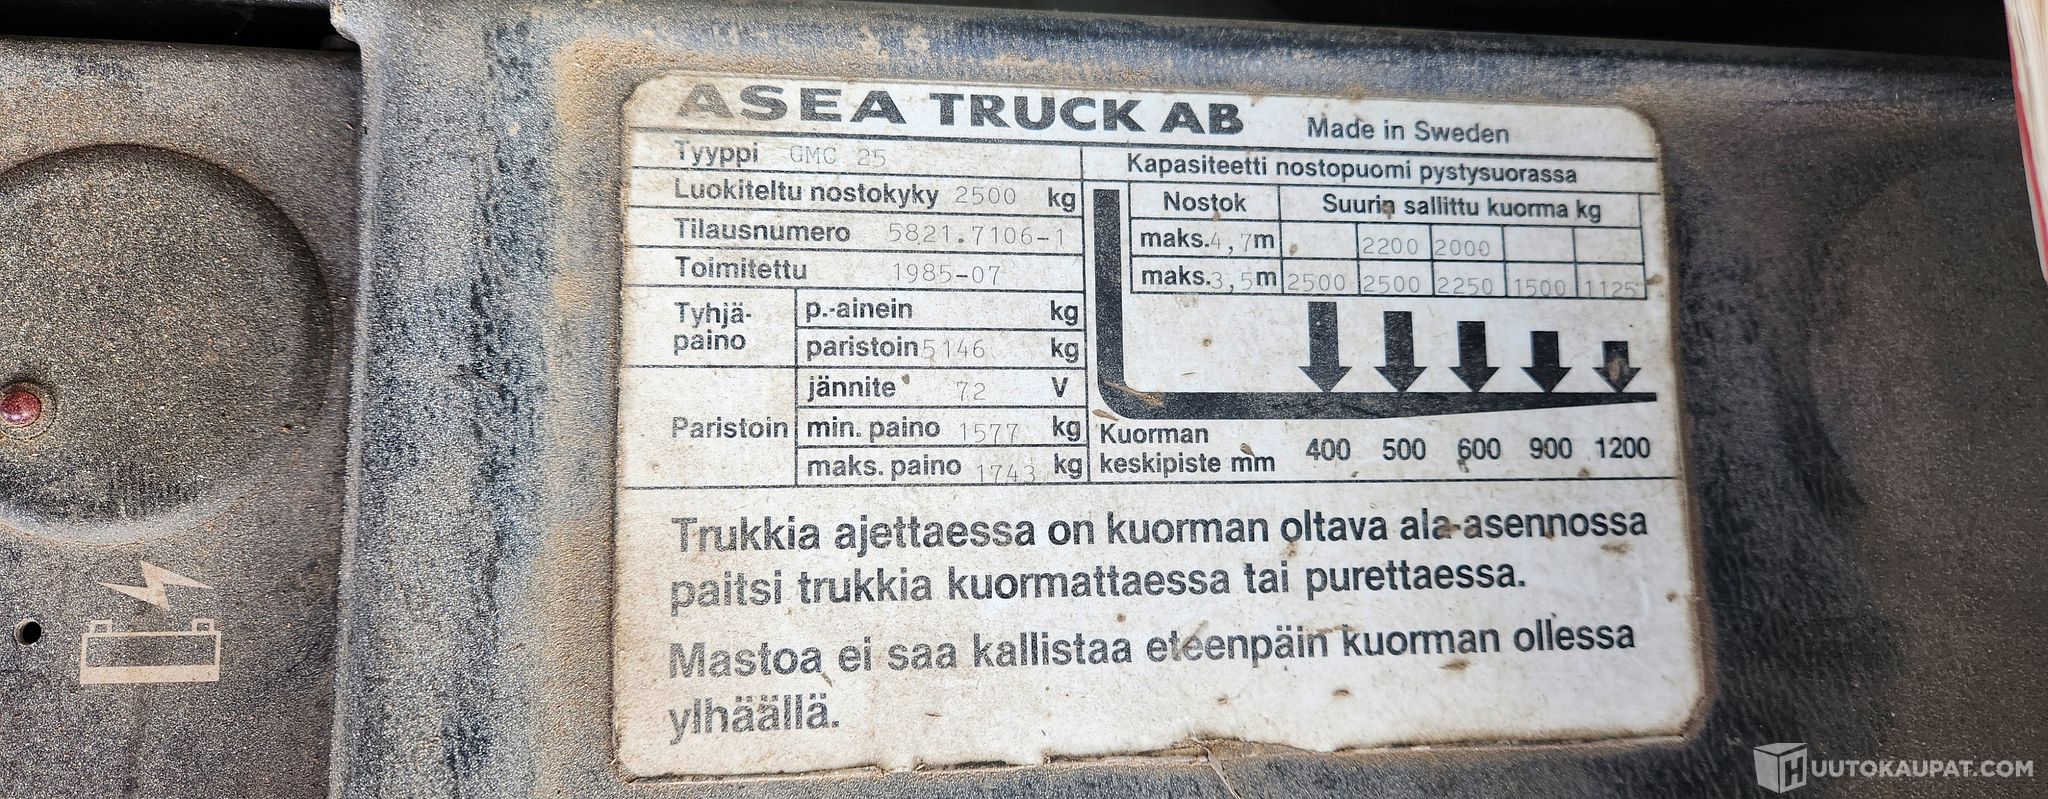 ASEA TRUCK AB Made in Sweden
Tyyppi GMC 25
Luokiteltu nostokyky 2500 kg
Tilausnumero 5821.7106-1
Toimitettu 1985-07
Tyhjä-
paino
p.-ainein kg
paristoin 5146 kg
Paristoin
jännite 72 V
min. paino 1577 kg
maks. paino 1743 kg
Kapasiteetti nostopuomi pystysuorassa
Nostok Suurin sallittu kuorma kg
maks. 4,7m 2200 2000
maks. 3,5m 2500 2500 2250 1500 1125
Kuorman
keskipiste mm 400 500 600 900 1200
Trukkia ajettaessa on kuorman oltava ala-asennossa
paitsi trukkia kuormattaessa tai purettaessa.
Mastoa ei saa kallistaa eteenpäin kuorman ollessa
ylhäällä.
HUUTOKAUPAT.COM